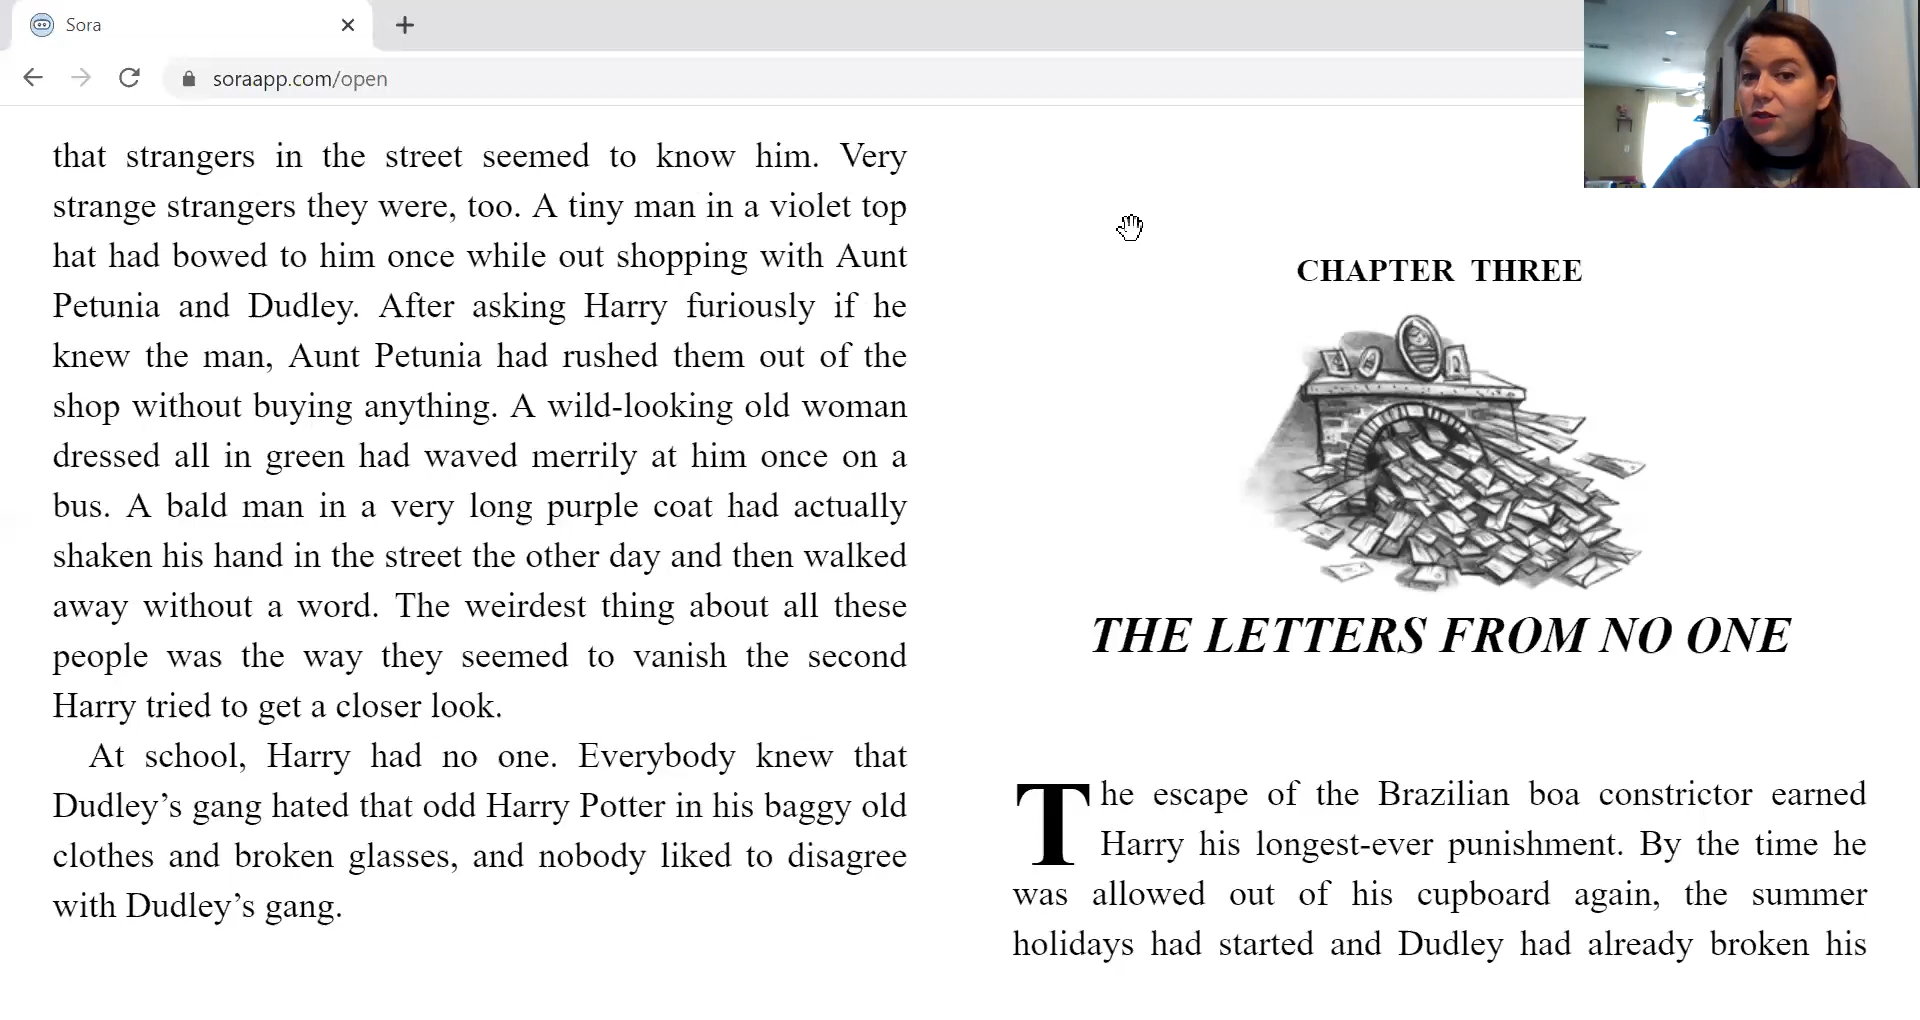 Sora
soraapp.com/open
that strangers in the street seemed to know him. Very
strange strangers they were, too. A tiny man in a violet top
hat had bowed to him once while out shopping with Aunt
Petunia and Dudley. After asking Harry furiously if he
knew the man, Aunt Petunia had rushed them out of the
shop without buying anything. A wild-looking old woman
dressed all in green had waved merrily at him once on a
bus. A bald man in a very long purple coat had actually
shaken his hand in the street the other day and then walked
away without a word. The weirdest thing about all these
people was the way they seemed to vanish the second
Harry tried to get a closer look.
At school, Harry had no one. Everybody knew that
Dudley’s gang hated that odd Harry Potter in his baggy old
clothes and broken glasses, and nobody liked to disagree
with Dudley’s gang.
CHAPTER THREE
THE LETTERS FROM NO ONE
The escape of the Brazilian boa constrictor earned
Harry his longest-ever punishment. By the time he
was allowed out of his cupboard again, the summer
holidays had started and Dudley had already broken his